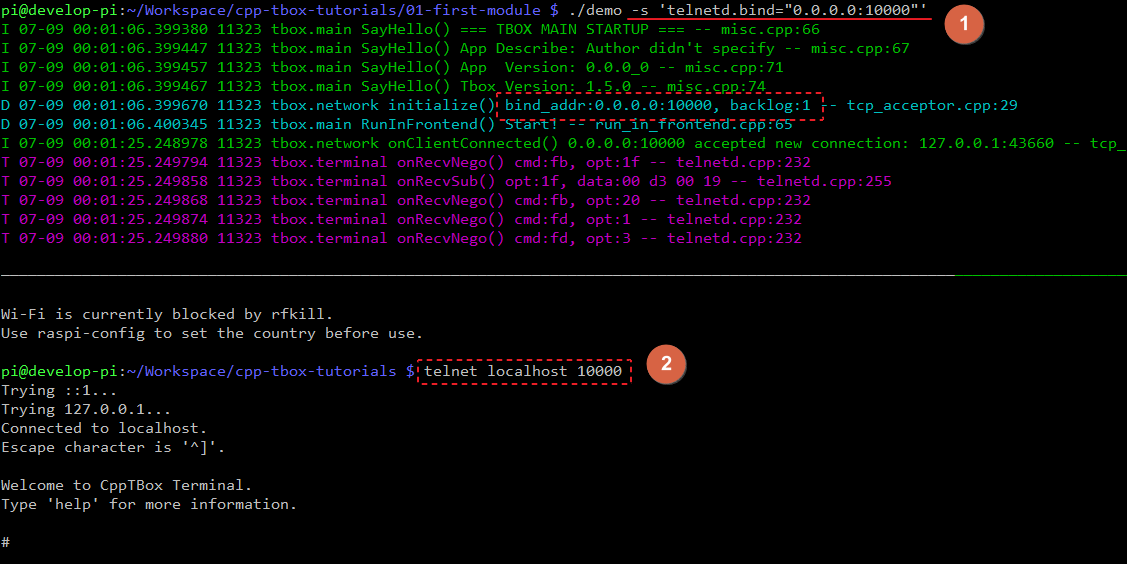 pi@develop-pi:~/Workspace/cpp-tbox-tutorials/01-first-module $ ./demo -s 'telnetd.bind="0.0.0.0:10000"'
1
I 07-09 00:01:06.399380 11323 tbox.main SayHello() === TBOX MAIN STARTUP === -- misc.cpp:66
I 07-09 00:01:06.399447 11323 tbox.main SayHello() App Describe: Author didn't specify -- misc.cpp:67
I 07-09 00:01:06.399457 11323 tbox.main SayHello() App  Version: 0.0.0_0 -- misc.cpp:71
I 07-09 00:01:06.399467 11323 tbox.main SayHello() Tbox Version: 1.5.0 -- misc.cpp:74
D 07-09 00:01:06.399670 11323 tbox.network initialize() bind_addr:0.0.0.0:10000, backlog:1 -- tcp_acceptor.cpp:29
D 07-09 00:01:06.400345 11323 tbox.main RunInFrontend() Start! -- run_in_frontend.cpp:65
I 07-09 00:01:25.248978 11323 tbox.network onClientConnected() 0.0.0.0:10000 accepted new connection: 127.0.0.1:43660 -- tcp_
T 07-09 00:01:25.249794 11323 tbox.terminal onRecvNego() cmd:fb, opt:1f -- telnetd.cpp:232
T 07-09 00:01:25.249858 11323 tbox.terminal onRecvSub() opt:1f, data:00 d3 00 19 -- telnetd.cpp:255
T 07-09 00:01:25.249868 11323 tbox.terminal onRecvNego() cmd:fb, opt:20 -- telnetd.cpp:232
T 07-09 00:01:25.249874 11323 tbox.terminal onRecvNego() cmd:fd, opt:1 -- telnetd.cpp:232
T 07-09 00:01:25.249880 11323 tbox.terminal onRecvNego() cmd:fd, opt:3 -- telnetd.cpp:232
Wi-Fi is currently blocked by rfkill.
Use raspi-config to set the country before use.
pi@develop-pi:~/Workspace/cpp-tbox-tutorials $ telnet localhost 10000
2
Trying ::1...
Trying 127.0.0.1...
Connected to localhost.
Escape character is '^]'.
Welcome to CppTBox Terminal.
Type 'help' for more information.
#